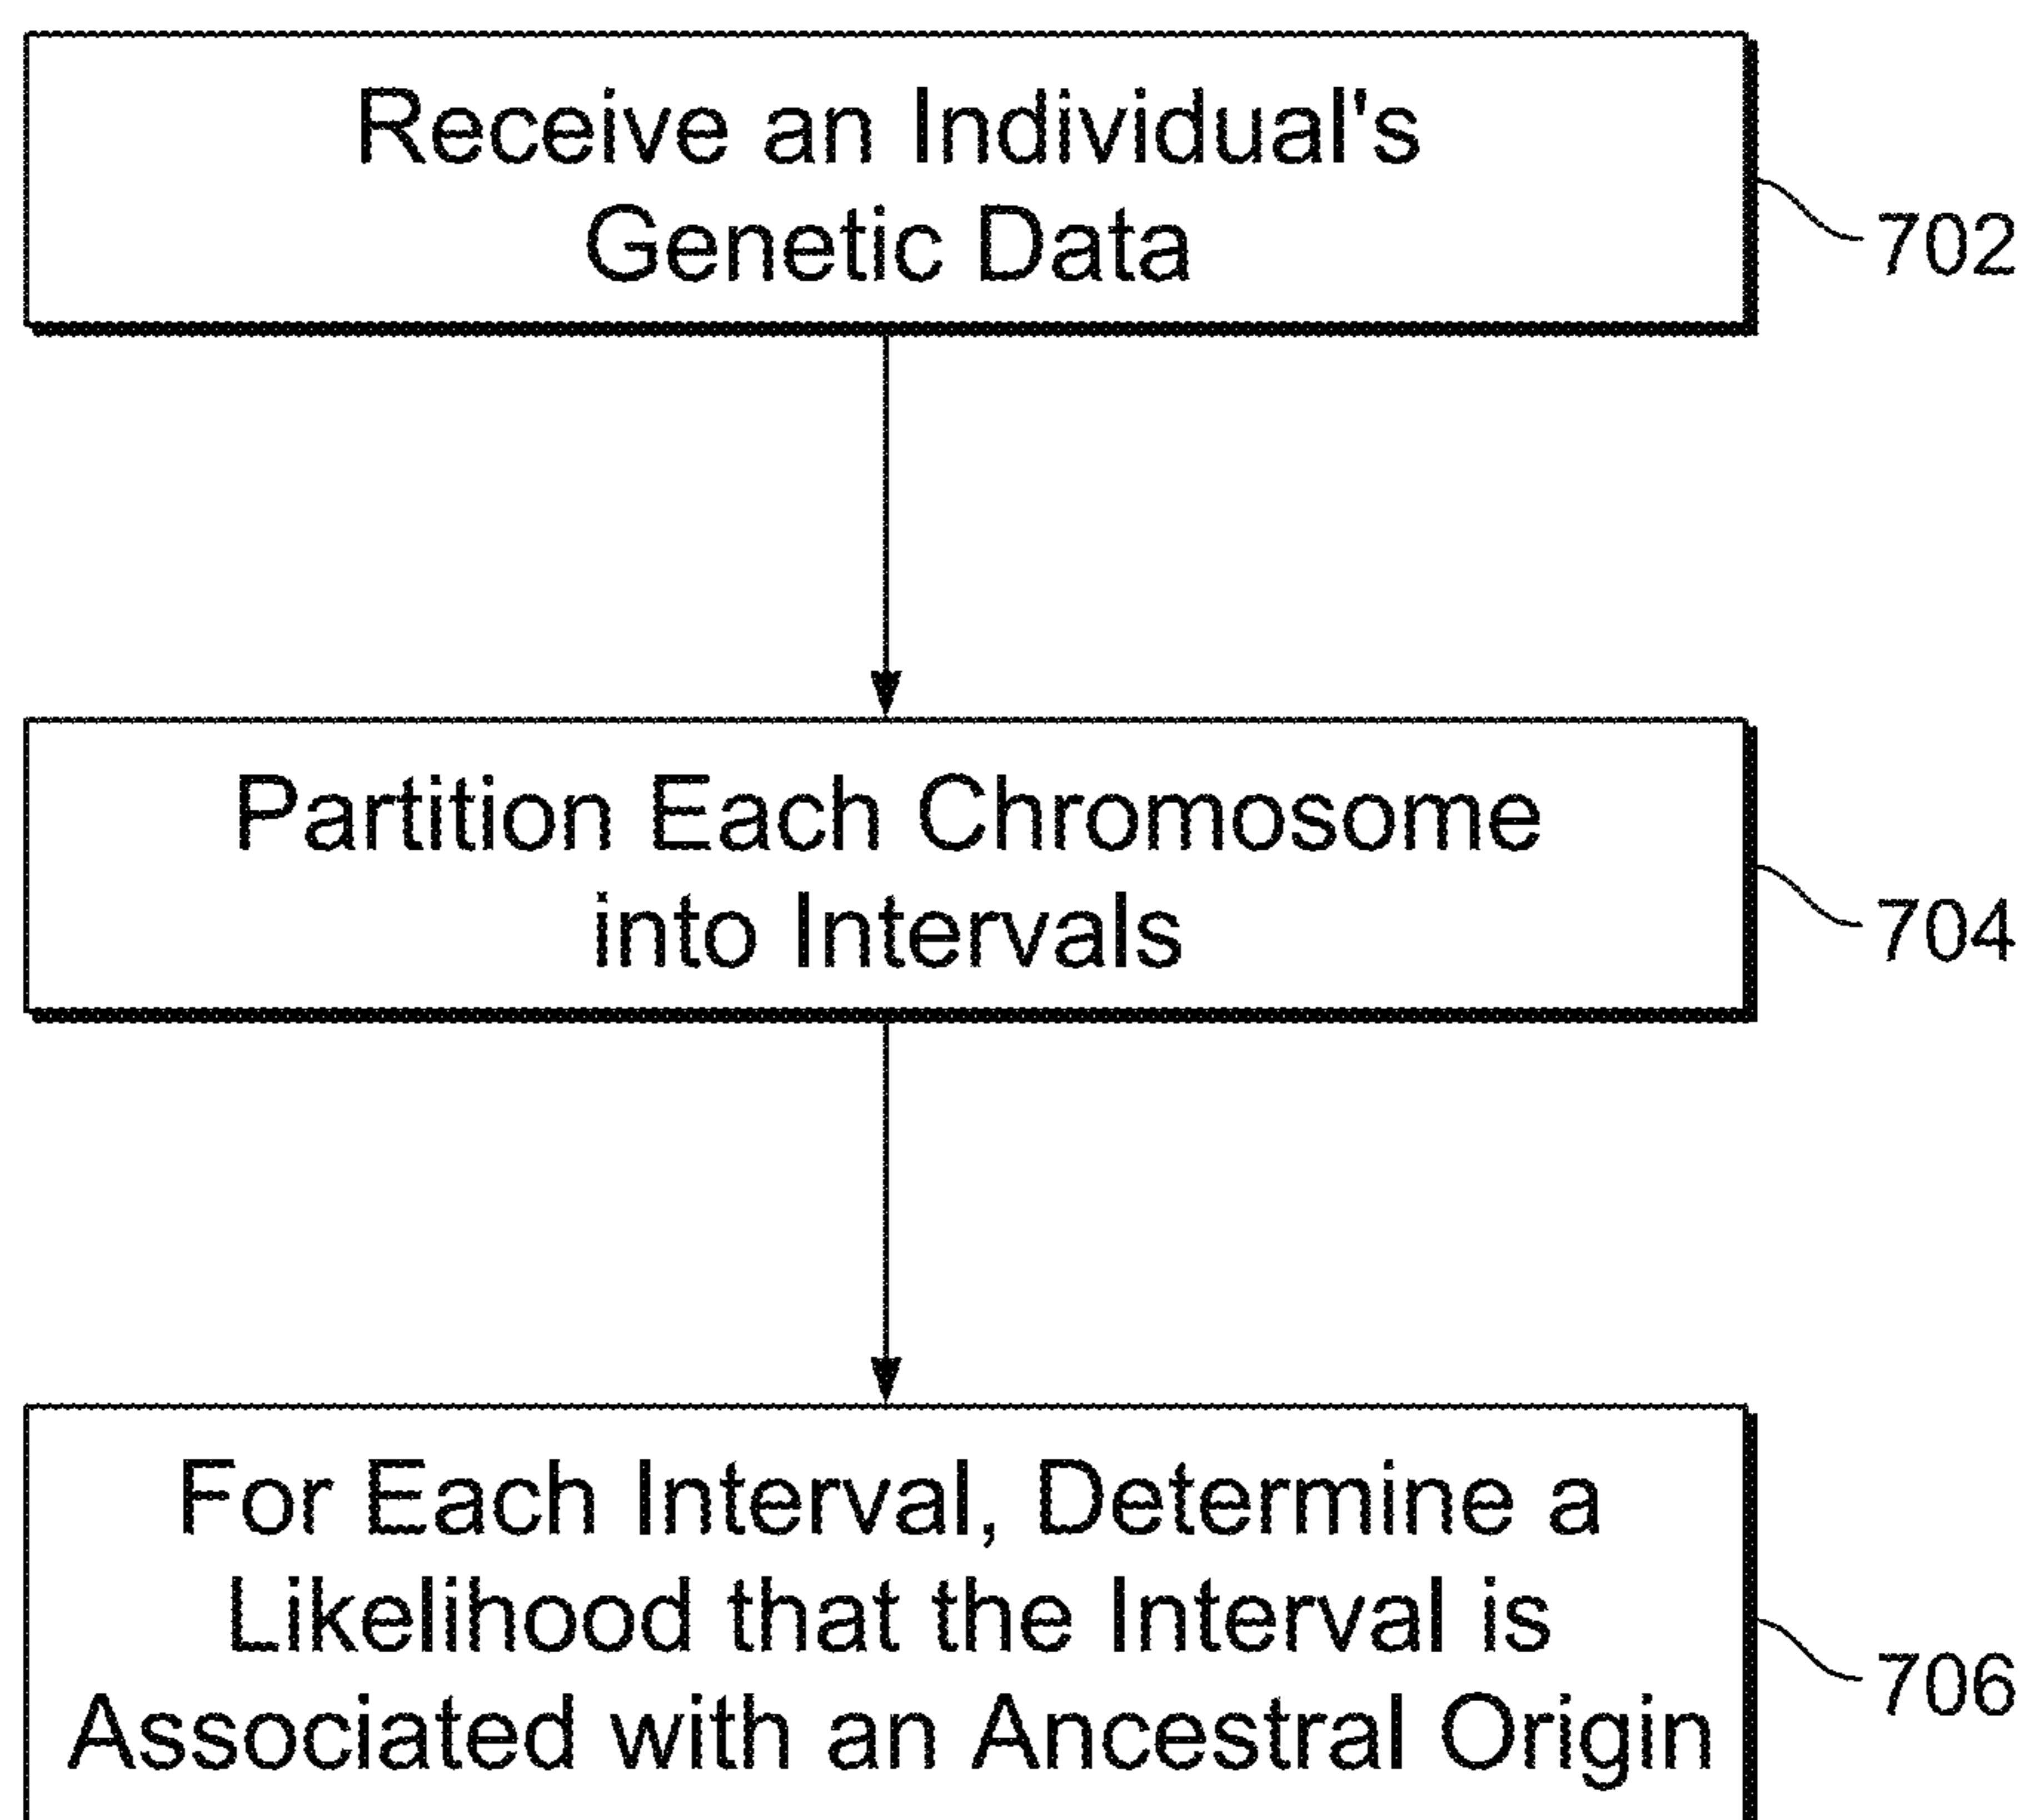 Receive an Individual's
Genetic Data
702
Partition Each Chromosome
into Intervals
704
For Each Interval, Determine a
Likelihood that the Interval is
Associated with an Ancestral Origin
706